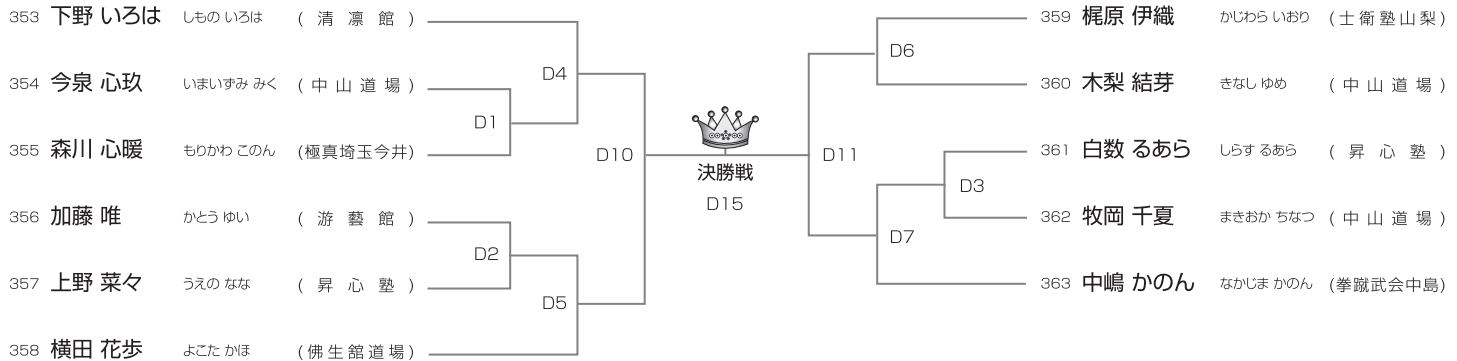 353 下野 いろは しもの いろは (清凛館)
354 今泉 心玖 いまいずみ みく (中山道場)
355 森川 心暖 もりかわ このん (極真埼玉今井)
356 加藤 唯 かとう ゆい (游藝館)
357 上野 菜々 うえの なな (昇心塾)
358 横田 花歩 よこた かほ (佛生舘道場)
D1
D2
D4
D5
D10
決勝戦
D15
D11
D6
D3
D7
359 梶原 伊織 かじわら いおり (士衛塾山梨)
360 木梨 結芽 きなし ゆめ (中山道場)
361 白数 るあら しらす るあら (昇心塾)
362 牧岡 千夏 まきおか ちなつ (中山道場)
363 中嶋 かのん なかじま かのん (拳蹴武会中島)